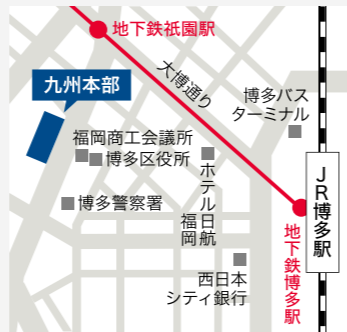 地下鉄祇園駅
九州本部
大博通り
博多バス
ターミナル
福岡商工会議所
博多区役所
ホテル日航
福岡
JR博多駅
博多警察署
地下鉄博多駅
西日本
シティ銀行